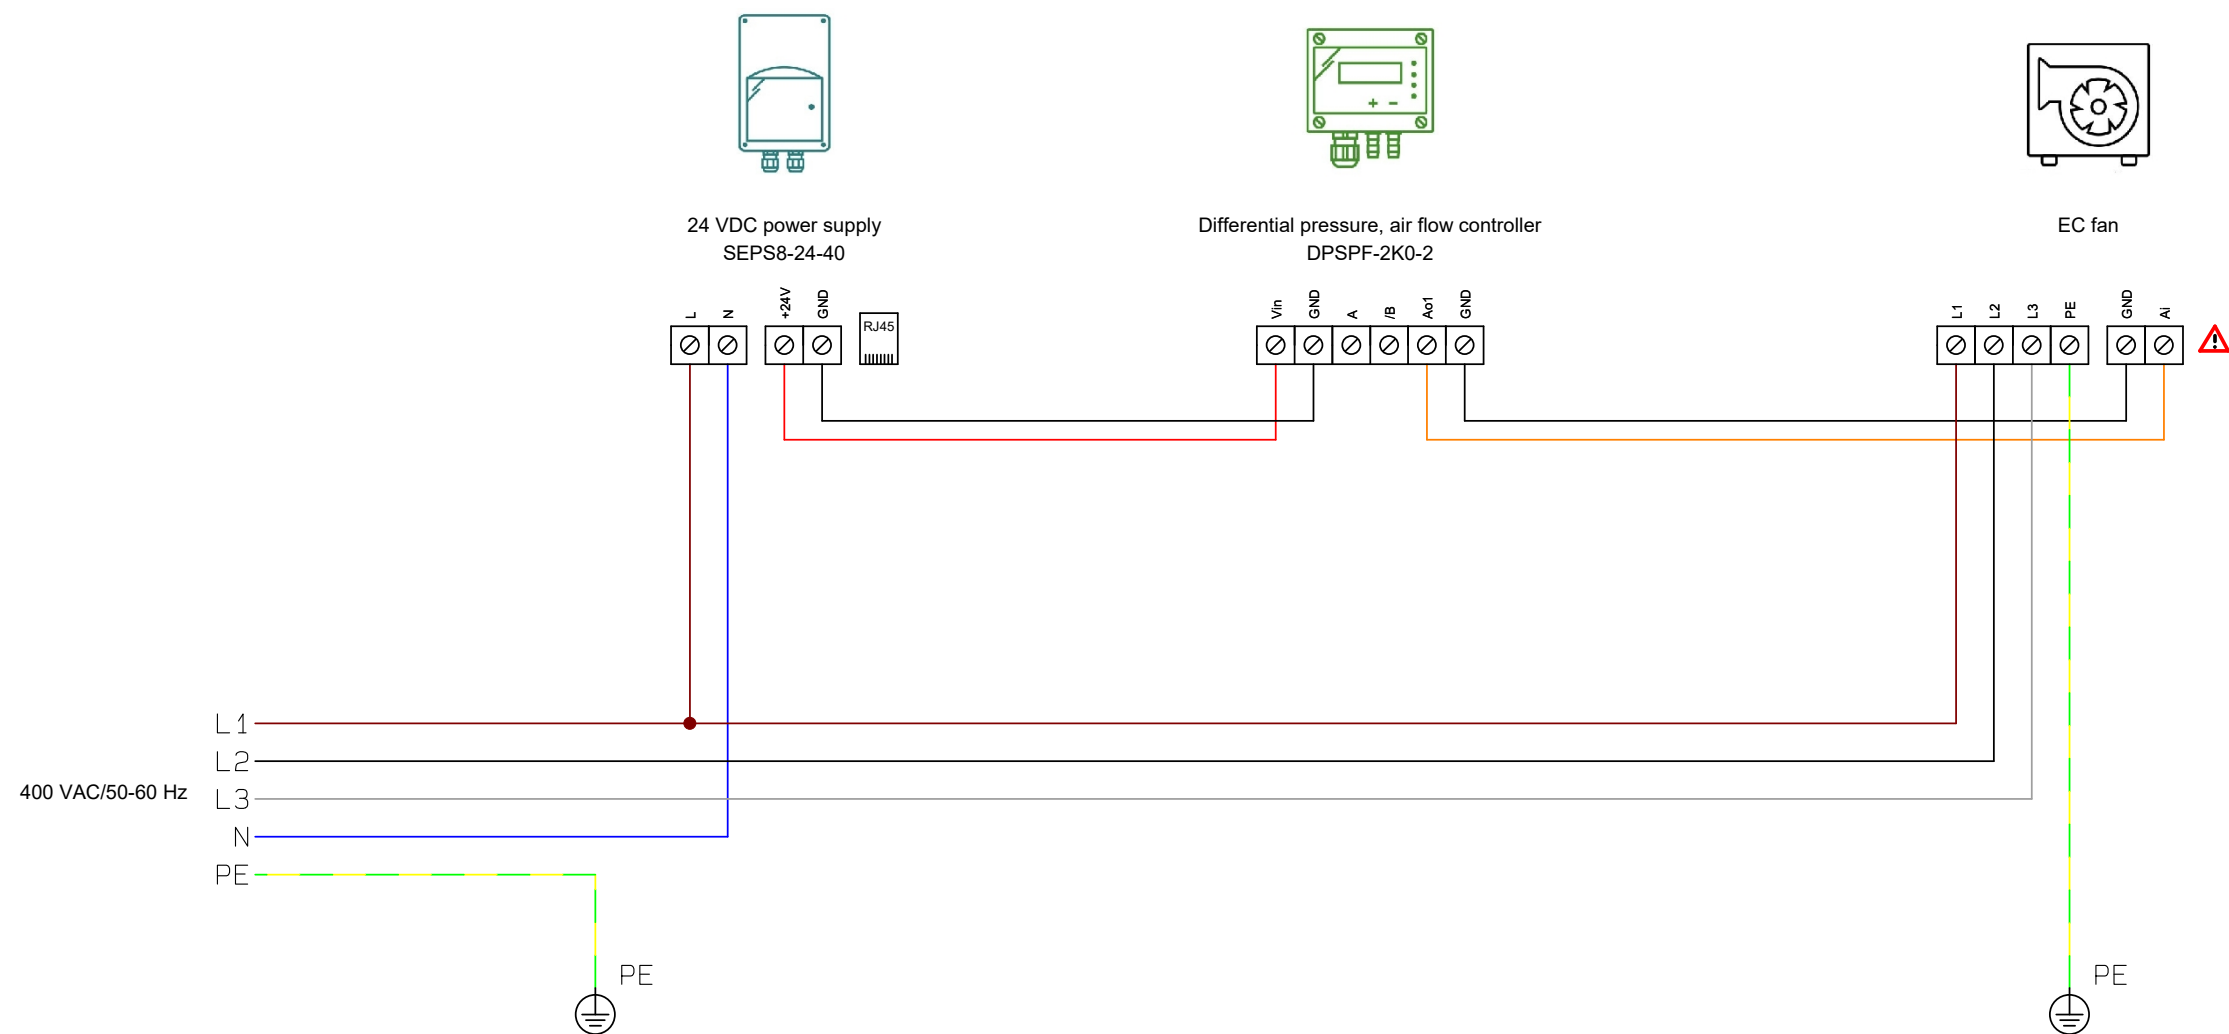 24 VDC power supply
SEPS8-24-40
Differential pressure, air flow controller
DPSPF-2K0-2
EC fan
L
N
+24V
GND
RJ45
Vin
GND
A
/B
Ao1
GND
L1
L2
L3
PE
GND
Ai
L1
L2
400 VAC/50-60 Hz
L3
N
PE
PE
PE